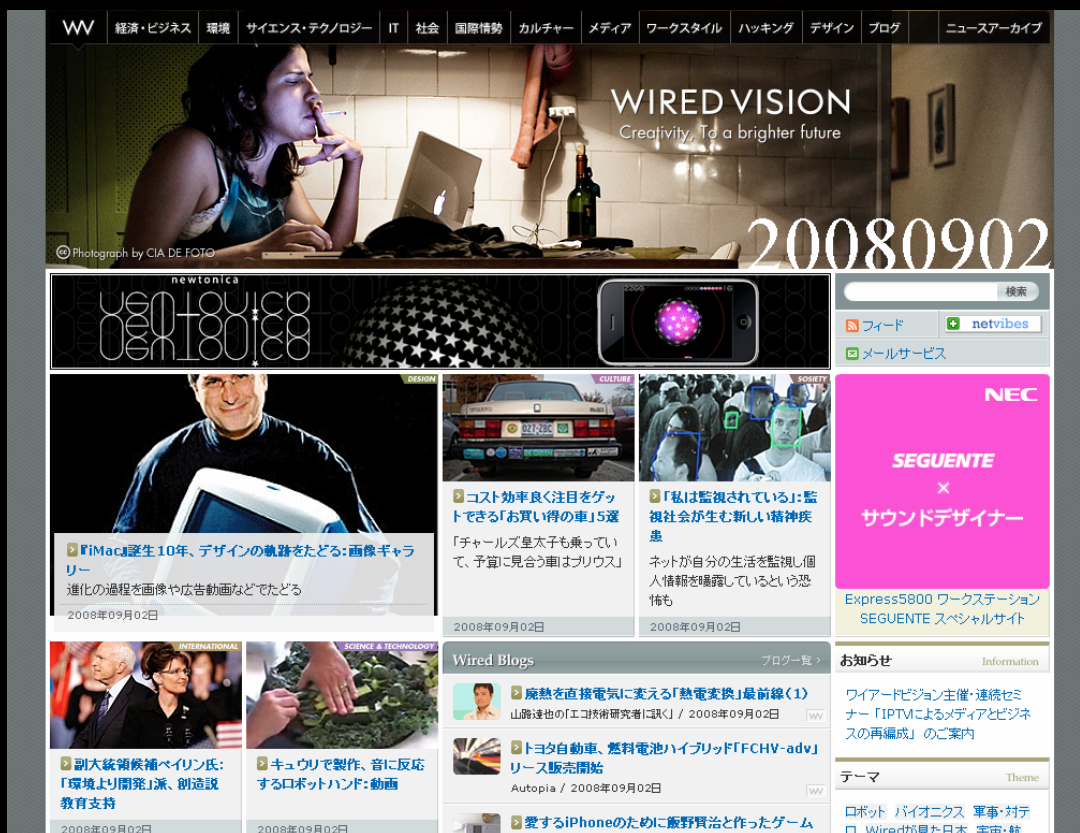 WV 経済・ビジネス 環境 サイエンス・テクノロジー IT 社会 国際情勢 カルチャー メディア ワークスタイル ハッキング デザイン ブログ ニュースアーカイブ
WIRED VISION
Creativity, To a brighter future
20080902
cc Photograph by CIA DE FOTO
newtonica
検索
フィード
netvibes
メールサービス
DESIGN
『iMac』誕生10年、デザインの軌跡をたどる：画像ギャラ
リー
進化の過程を画像や広告動画などでたどる
2008年09月02日
CULTURE
コスト効率良く注目をゲッ
トできる「お買い得の車」5選
「チャールズ皇太子も乗ってい
て、予算に見合う車はプリウス」
2008年09月02日
SOSIETY
「私は監視されている」：監
視社会が生む新しい精神疾
患
ネットが自分の生活を監視し個
人情報を曝露しているという恐
怖も
2008年09月02日
NEC
SEGUENTE
×
サウンドデザイナー
Express5800 ワークステーション
SEGUENTE スペシャルサイト
INTERNATIONAL
副大統領候補ペイリン氏：
「環境より開発」派、創造説
教育支持
2008年09月02日
SCIENCE & TECHNOLOGY
キュウリで製作、音に反応
するロボットハンド：動画
2008年09月02日
Wired Blogs ブログ一覧 ›
廃熱を直接電気に変える「熱電変換」最前線（1）
山路達也の「エコ技術研究者に訊く」 / 2008年09月02日
トヨタ自動車、燃料電池ハイブリッド「FCHV-adv」
リース販売開始
Autopia / 2008年09月02日
愛するiPhoneのために飯野賢治と作ったゲーム
お知らせ Information
ワイアードビジョン主催・連続セミ
ナー「IPTVによるメディアとビジネ
スの再編成」 のご案内
テーマ Theme
ロボット バイオニクス 軍事・対テ
ロ Wiredが見た日本 宇宙・航